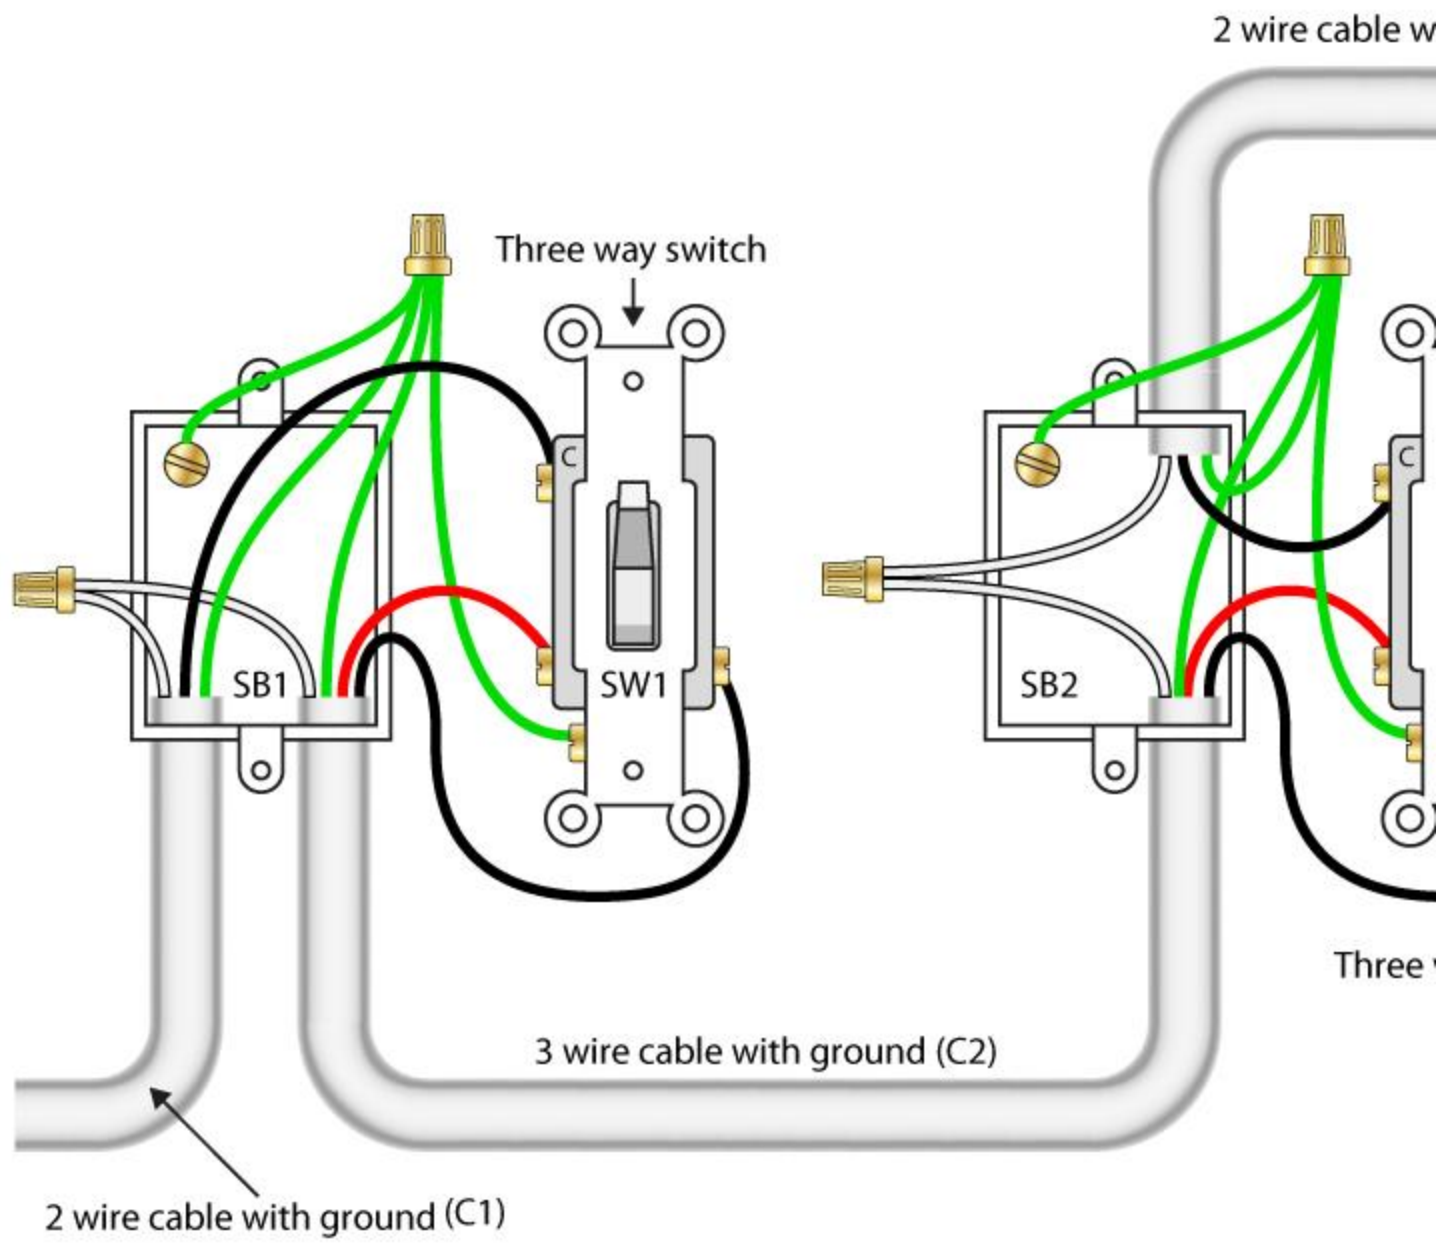 2 wire cable w
Three way switch
C
C
SB1
SW1
SB2
Three
3 wire cable with ground (C2)
2 wire cable with ground (C1)